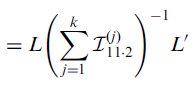 $$= L \left( \sum_{j=1}^{k} \mathcal{I}_{11 \cdot 2}^{(j)} \right)^{-1} L'$$